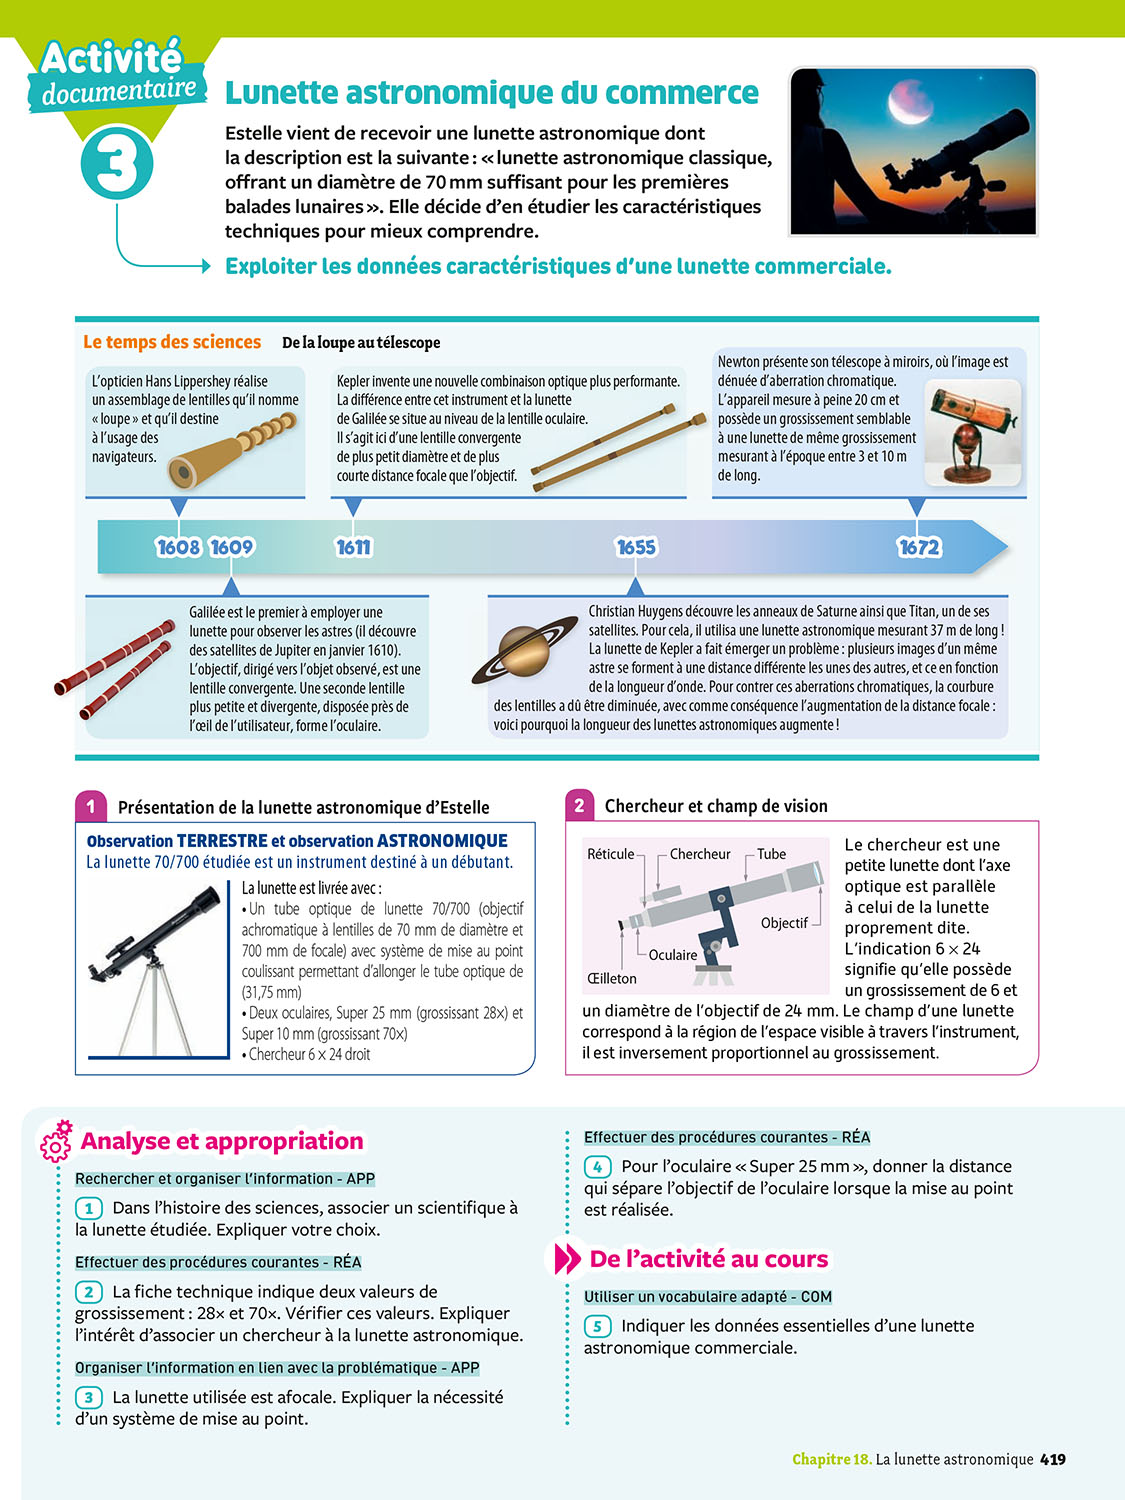 Activité
documentaire
3
Lunette astronomique du commerce
Estelle vient de recevoir une lunette astronomique dont
la description est la suivante : « lunette astronomique classique,
offrant un diamètre de 70 mm suffisant pour les premières
balades lunaires ». Elle décide d’en étudier les caractéristiques
techniques pour mieux comprendre.
Exploiter les données caractéristiques d’une lunette commerciale.
Le temps des sciences De la loupe au télescope
L’opticien Hans Lippershey réalise
un assemblage de lentilles qu’il nomme
« loupe » et qu’il destine
à l’usage des
navigateurs.
Kepler invente une nouvelle combinaison optique plus performante.
La différence entre cet instrument et la lunette
de Galilée se situe au niveau de la lentille oculaire.
Il s’agit ici d’une lentille convergente
de plus petit diamètre et de plus
courte distance focale que l’objectif.
Newton présente son télescope à miroirs, où l’image est
dénuée d’aberration chromatique.
L’appareil mesure à peine 20 cm et
possède un grossissement semblable
à une lunette de même grossissement
mesurant à l’époque entre 3 et 10 m
de long.
1608 1609 1611 1655 1672
Galilée est le premier à employer une
lunette pour observer les astres (il découvre
des satellites de Jupiter en janvier 1610).
L’objectif, dirigé vers l’objet observé, est une
lentille convergente. Une seconde lentille
plus petite et divergente, disposée près de
l’œil de l’utilisateur, forme l’oculaire.
Christian Huygens découvre les anneaux de Saturne ainsi que Titan, un de ses
satellites. Pour cela, il utilisa une lunette astronomique mesurant 37 m de long !
La lunette de Kepler a fait émerger un problème : plusieurs images d’un même
astre se forment à une distance différente les unes des autres, et ce en fonction
de la longueur d’onde. Pour contrer ces aberrations chromatiques, la courbure
des lentilles a dû être diminuée, avec comme conséquence l’augmentation de la distance focale :
voici pourquoi la longueur des lunettes astronomiques augmente !
1 Présentation de la lunette astronomique d’Estelle
Observation TERRESTRE et observation ASTRONOMIQUE
La lunette 70/700 étudiée est un instrument destiné à un débutant.
La lunette est livrée avec :
• Un tube optique de lunette 70/700 (objectif
achromatique à lentilles de 70 mm de diamètre et
700 mm de focale) avec système de mise au point
coulissant permettant d’allonger le tube optique de
(31,75 mm)
• Deux oculaires, Super 25 mm (grossissant 28×) et
Super 10 mm (grossissant 70×)
• Chercheur 6 × 24 droit
2 Chercheur et champ de vision
Réticule Chercheur Tube
Objectif
Oculaire
Œilleton
Le chercheur est une
petite lunette dont l’axe
optique est parallèle
à celui de la lunette
proprement dite.
L’indication 6 × 24
signifie qu’elle possède
un grossissement de 6 et
un diamètre de l’objectif de 24 mm. Le champ d’une lunette
correspond à la région de l’espace visible à travers l’instrument,
il est inversement proportionnel au grossissement.
Analyse et appropriation
Rechercher et organiser l’information - APP
1 Dans l’histoire des sciences, associer un scientifique à
la lunette étudiée. Expliquer votre choix.
Effectuer des procédures courantes - RÉA
2 La fiche technique indique deux valeurs de
grossissement : 28× et 70×. Vérifier ces valeurs. Expliquer
l’intérêt d’associer un chercheur à la lunette astronomique.
Organiser l’information en lien avec la problématique - APP
3 La lunette utilisée est afocale. Expliquer la nécessité
d’un système de mise au point.
Effectuer des procédures courantes - RÉA
4 Pour l’oculaire « Super 25 mm », donner la distance
qui sépare l’objectif de l’oculaire lorsque la mise au point
est réalisée.
De l’activité au cours
Utiliser un vocabulaire adapté - COM
5 Indiquer les données essentielles d’une lunette
astronomique commerciale.
Chapitre 18. La lunette astronomique 419